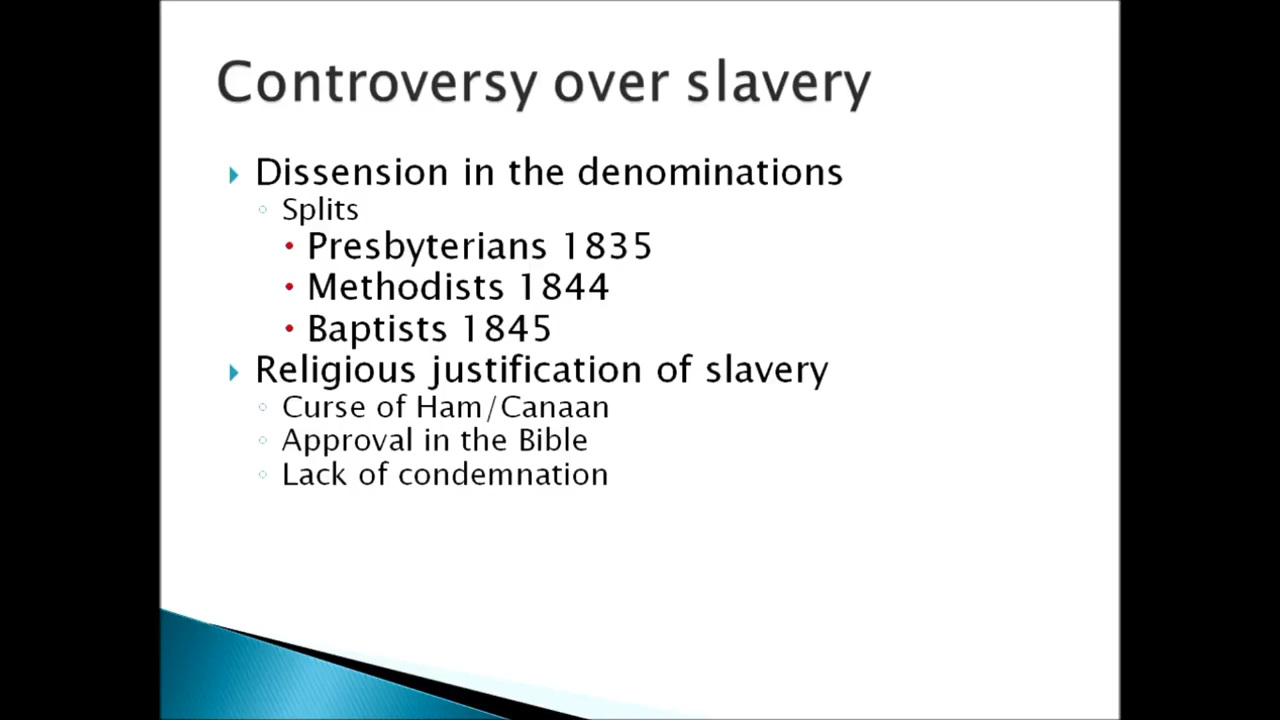 Controversy over slavery
Dissension in the denominations
Splits
Presbyterians 1835
Methodists 1844
Baptists 1845
Religious justification of slavery
Curse of Ham/Canaan
Approval in the Bible
Lack of condemnation